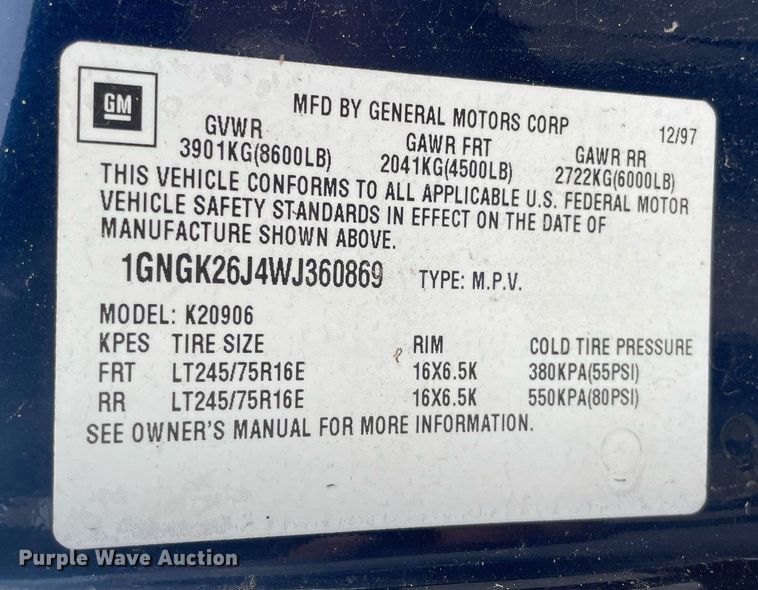 GM
MFD BY GENERAL MOTORS CORP 12/97
GVWR GAWR FRT GAWR RR
3901KG(8600LB) 2041KG(4500LB) 2722KG(6000LB)
THIS VEHICLE CONFORMS TO ALL APPLICABLE U.S. FEDERAL MOTOR
VEHICLE SAFETY STANDARDS IN EFFECT ON THE DATE OF
MANUFACTURE SHOWN ABOVE.
1GNGK26J4WJ360869 TYPE: M.P.V.
MODEL: K20906
KPES TIRE SIZE RIM COLD TIRE PRESSURE
FRT LT245/75R16E 16X6.5K 380KPA(55PSI)
RR LT245/75R16E 16X6.5K 550KPA(80PSI)
SEE OWNER'S MANUAL FOR MORE INFORMATION.
Purple Wave Auction